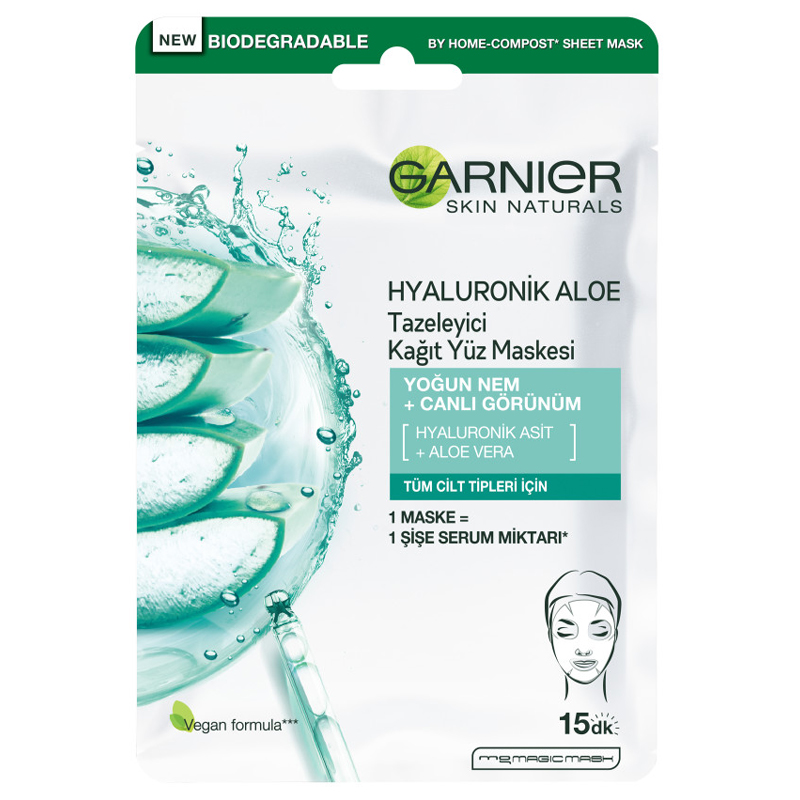 NEW BIODEGRADABLE BY HOME-COMPOST* SHEET MASK
GARNIER
SKIN NATURALS
HYALURONİK ALOE
Tazeleyici
Kağıt Yüz Maskesi
YOĞUN NEM
+ CANLI GÖRÜNÜM
HYALURONİK ASİT
+ ALOE VERA
TÜM CİLT TİPLERİ İÇİN
1 MASKE =
1 ŞİŞE SERUM MİKTARI*
Vegan formula***
15dk
MAGIC MASK